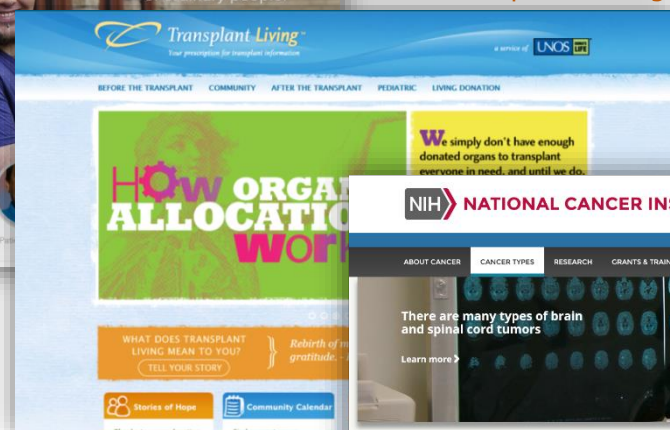 Transplant Living
Your prescription for transplant information
a service of UNOS
BEFORE THE TRANSPLANT COMMUNITY AFTER THE TRANSPLANT PEDIATRIC LIVING DONATION
HOW ORGA
ALLOCATIO
Wor
We simply don't have enough
donated organs to transplant
everyone in need, and until we do,
NIH NATIONAL CANCER INS
ABOUT CANCER CANCER TYPES RESEARCH GRANTS & TRAIN
There are many types of brain
and spinal cord tumors
Learn more
WHAT DOES TRANSPLANT
LIVING MEAN TO YOU?
TELL YOUR STORY
Rebirth of
gratitude.
Stories of Hope
Community Calendar